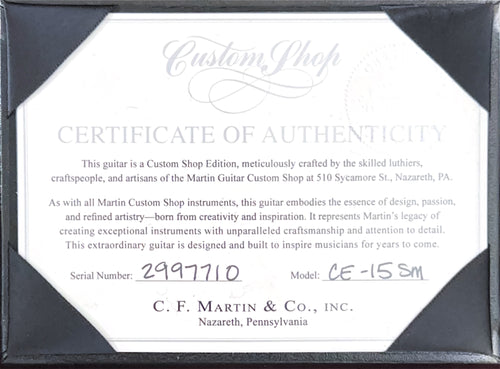 Custom Shop
CERTIFICATE OF AUTHENTICITY
This guitar is a Custom Shop Edition, meticulously crafted by the skilled luthiers,
craftspeople, and artisans of the Martin Guitar Custom Shop at 510 Sycamore St., Nazareth, PA.
As with all Martin Custom Shop instruments, this guitar embodies the essence of design, passion,
and refined artistry—born from creativity and inspiration. It represents Martin's legacy of
creating exceptional instruments with unparalleled craftsmanship and attention to detail.
This extraordinary guitar is designed and built to inspire musicians for years to come.
Serial Number: 2997710 Model: CE-15SM
C. F. MARTIN & CO., INC.
Nazareth, Pennsylvania